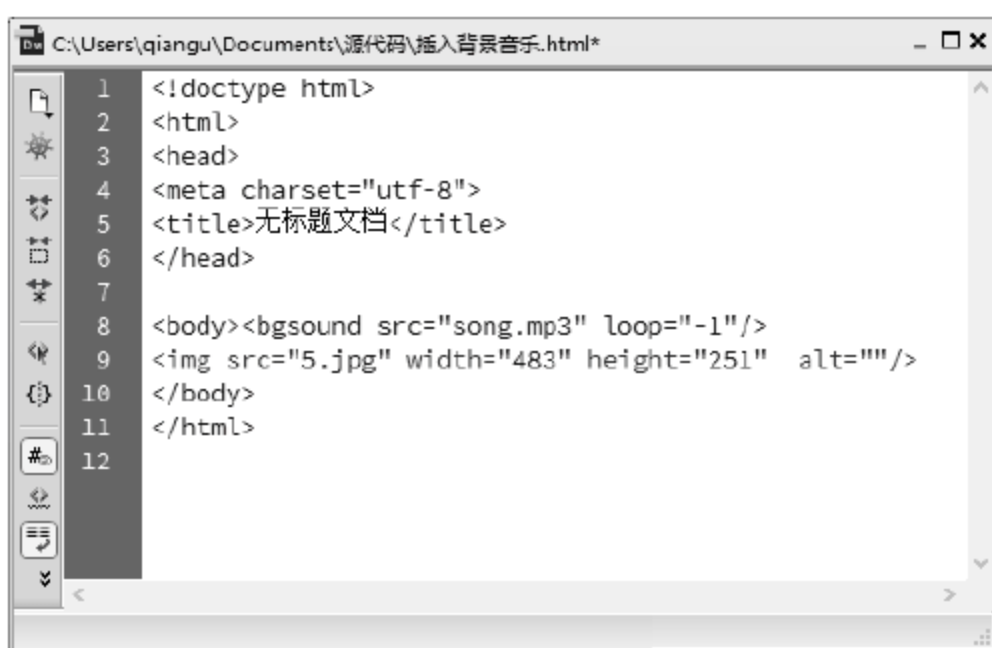 Dw C:\Users\qiangu\Documents\源代码\插入背景音乐.html*
1 <!doctype html>
2 <html>
3 <head>
4 <meta charset="utf-8">
5 <title>无标题文档</title>
6 </head>
7
8 <body><bgsound src="song.mp3" loop="-1"/>
9 <img src="5.jpg" width="483" height="251"  alt=""/>
10 </body>
11 </html>
12